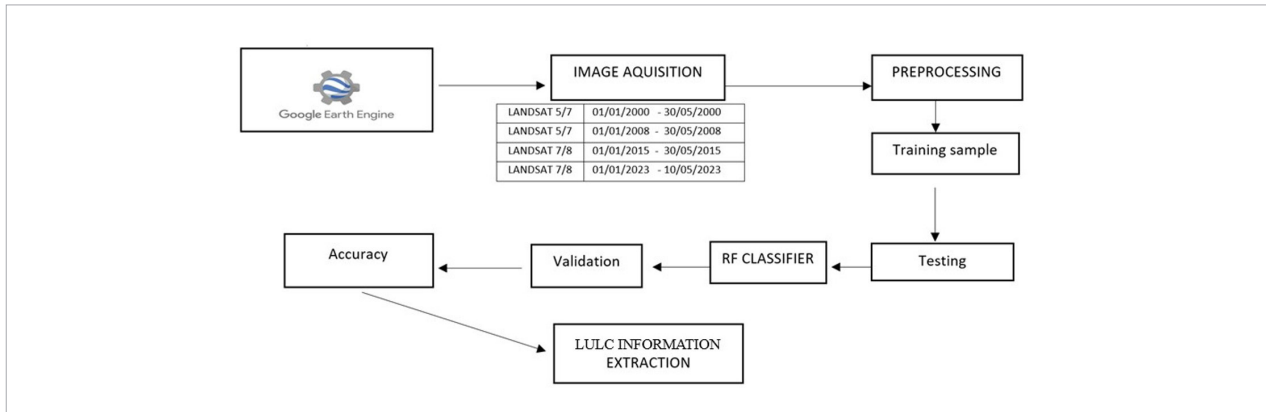 Google Earth Engine
IMAGE AQUISITION
LANDSAT 5/7 01/01/2000 - 30/05/2000
LANDSAT 5/7 01/01/2008 - 30/05/2008
LANDSAT 7/8 01/01/2015 - 30/05/2015
LANDSAT 7/8 01/01/2023 - 10/05/2023
PREPROCESSING
Training sample
Testing
RF CLASSIFIER
Validation
Accuracy
LULC INFORMATION
EXTRACTION